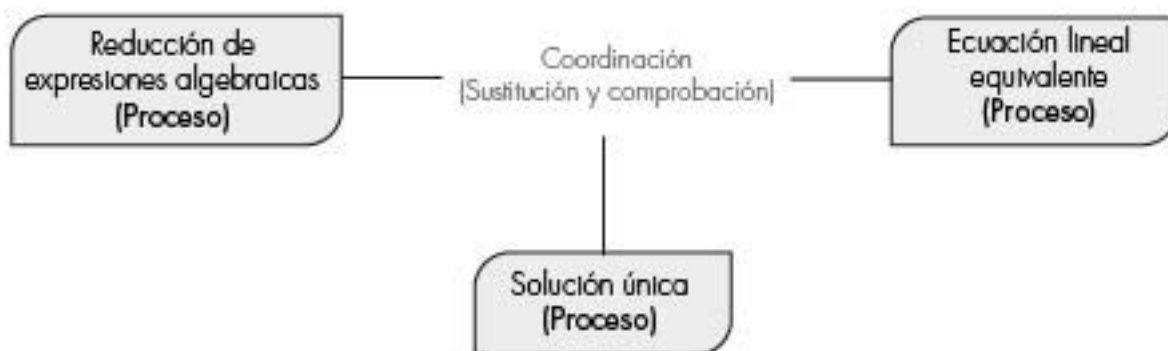 Reducción de
expresiones algebraicas
(Proceso)
Coordinación
(Sustitución y comprobación)
Ecuación lineal
equivalente
(Proceso)
Solución única
(Proceso)